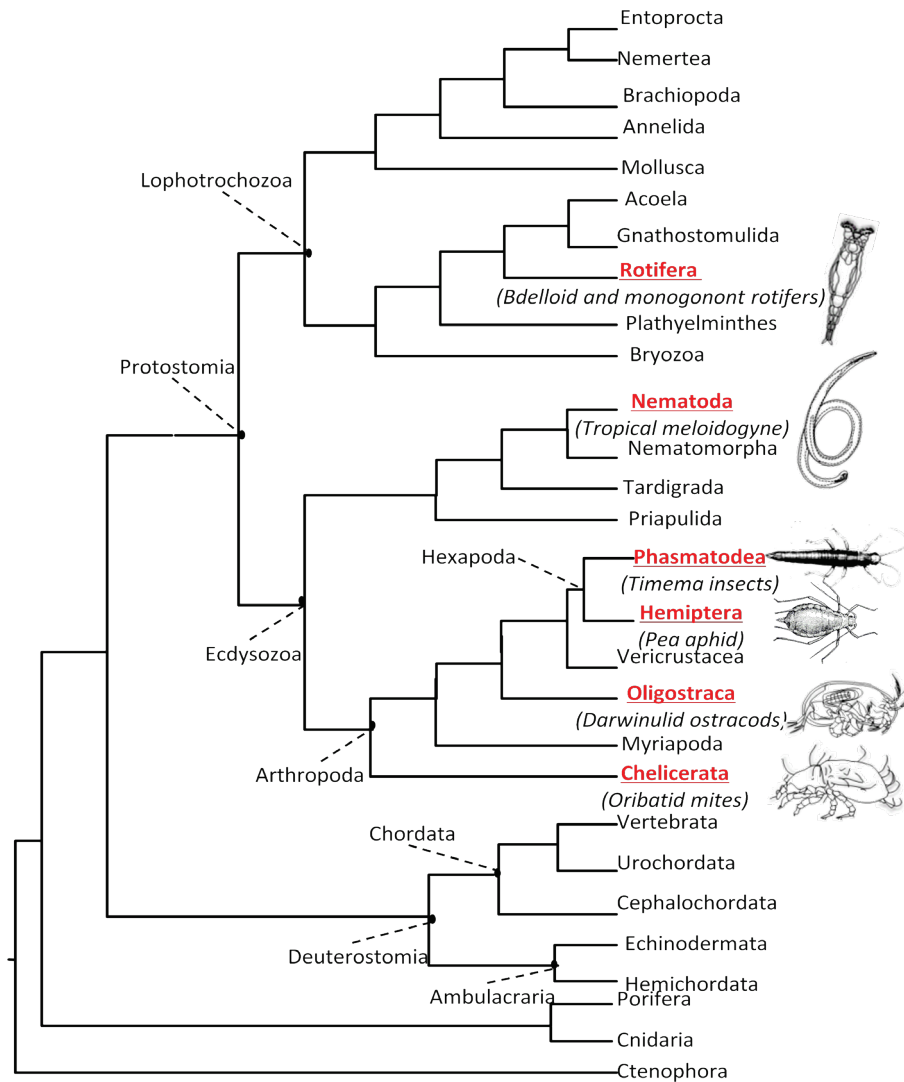 Entoprocta
Nemertea
Brachiopoda
Annelida
Mollusca
Lophotrochozoa
Acoela
Gnathostomulida
Rotifera
(Bdelloid and monogonont rotifers)
Plathyelminthes
Bryozoa
Protostomia
Nematoda
(Tropical meloidogyne)
Nematomorpha
Tardigrada
Priapulida
Hexapoda
Phasmatodea
(Timema insects)
Hemiptera
(Pea aphid)
Vericrustacea
Ecdysozoa
Oligostraca
(Darwinulid ostracods)
Myriapoda
Arthropoda
Chelicerata
(Oribatid mites)
Vertebrata
Chordata
Urochordata
Cephalochordata
Echinodermata
Deuterostomia
Hemichordata
Ambulacraria
Porifera
Cnidaria
Ctenophora